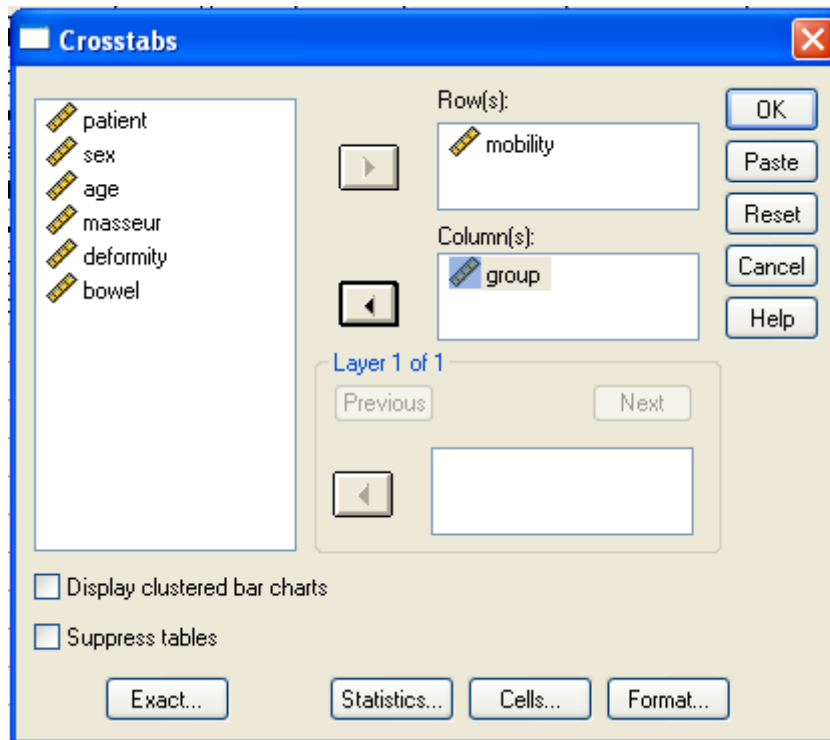 Crosstabs
patient
sex
age
masseur
deformity
bowel
Row(s):
mobility
Column(s):
group
Layer 1 of 1
Previous
Next
OK
Paste
Reset
Cancel
Help
Display clustered bar charts
Suppress tables
Exact...
Statistics...
Cells...
Format...